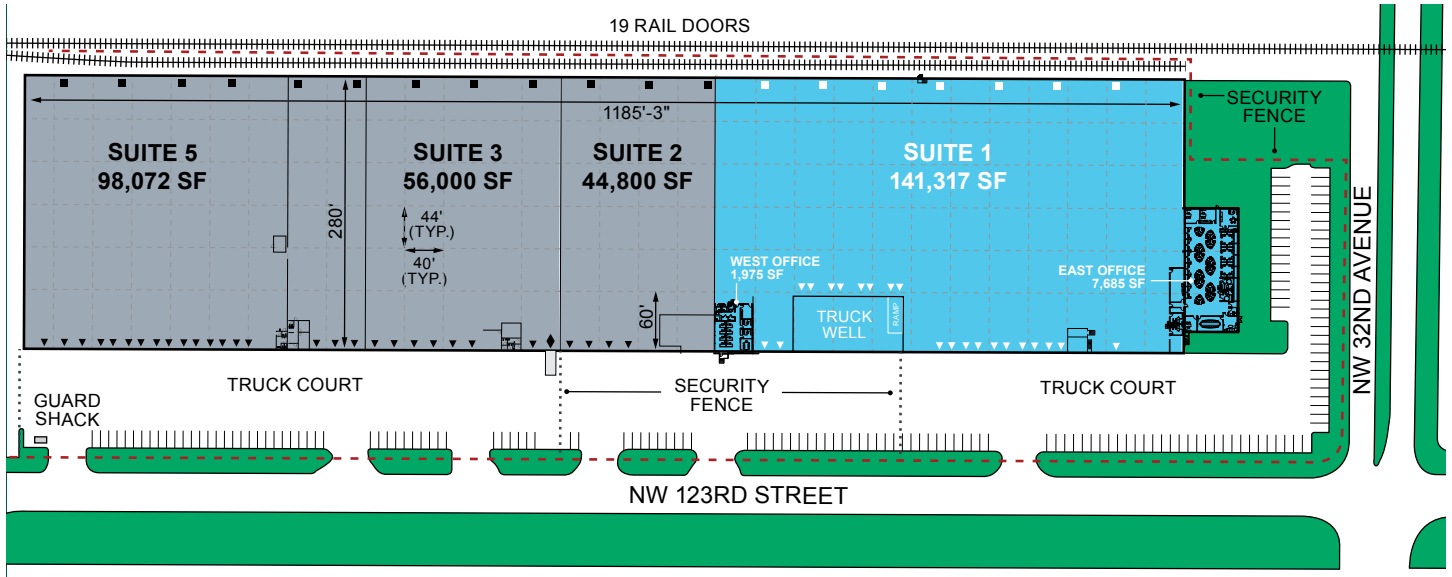 19 RAIL DOORS
1185'-3"
SECURITY
FENCE
SUITE 5
98,072 SF
SUITE 3
56,000 SF
SUITE 2
44,800 SF
SUITE 1
141,317 SF
280'
44'
(TYP.)
40'
(TYP.)
WEST OFFICE
1,975 SF
EAST OFFICE
7,685 SF
60'
TRUCK
WELL
RAMP
NW 32ND AVENUE
TRUCK COURT
SECURITY
FENCE
TRUCK COURT
GUARD
SHACK
NW 123RD STREET